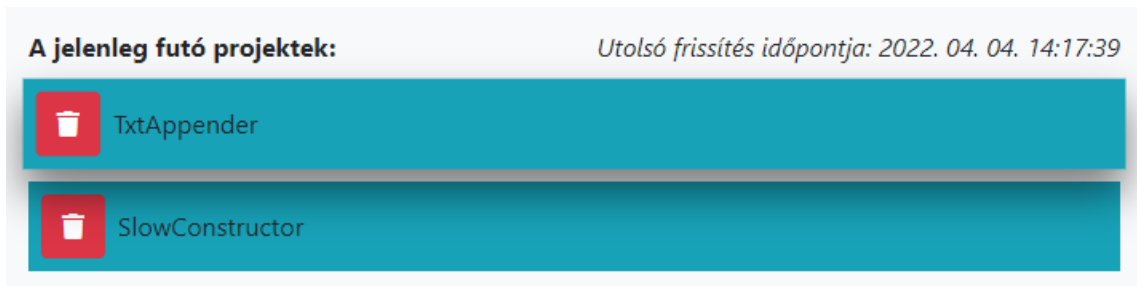 A jelenleg futó projektek: Utolsó frissítés időpontja: 2022. 04. 04. 14:17:39
TxtAppender
SlowConstructor